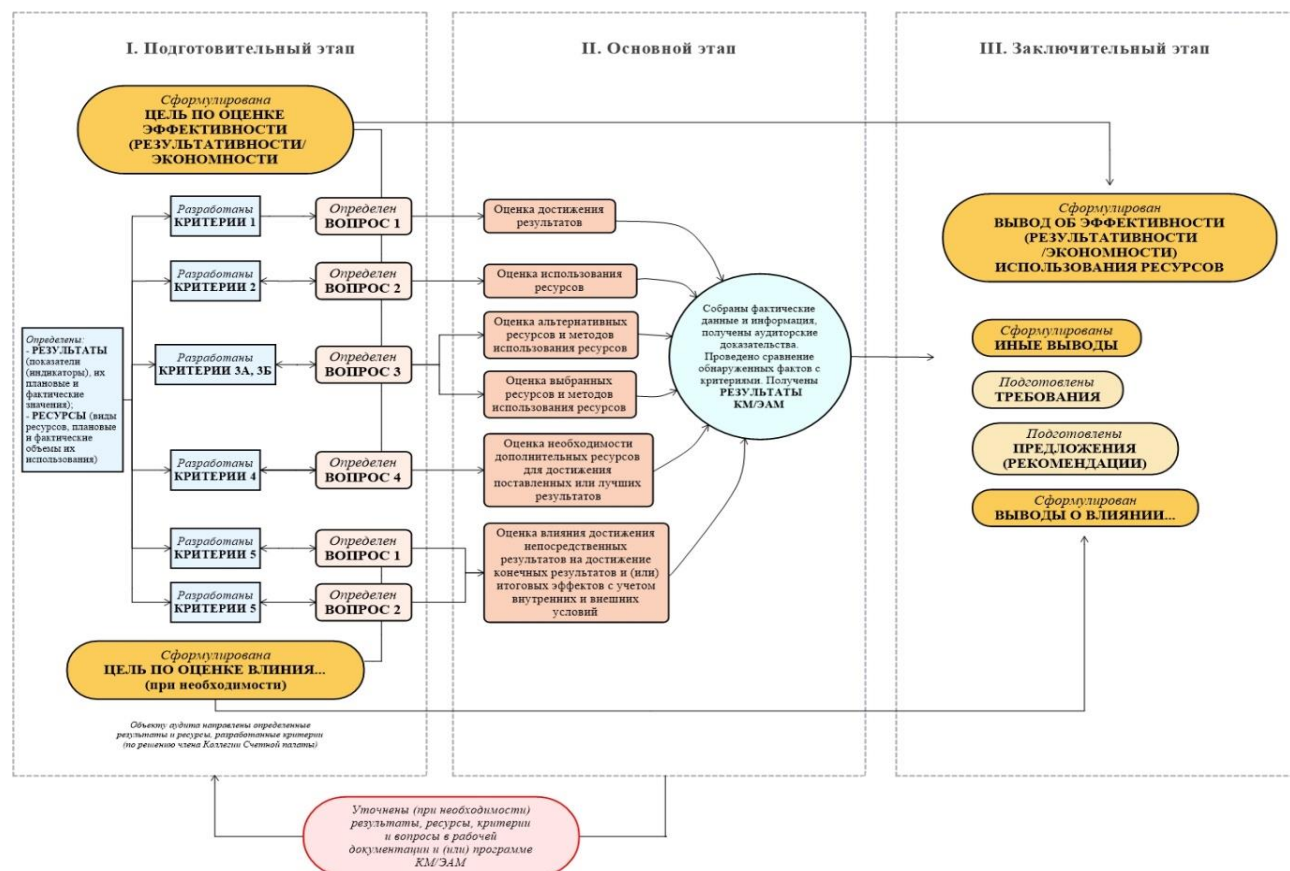 I. Подготовительный этап
Сформулирована
ЦЕЛЬ ПО ОЦЕНКЕ
ЭФФЕКТИВНОСТИ
(РЕЗУЛЬТАТИВНОСТИ/
ЭКОНОМНОСТИ
Разработаны
КРИТЕРИИ 1
Определен
ВОПРОС 1
Разработаны
КРИТЕРИИ 2
Определен
ВОПРОС 2
Определены:
- РЕЗУЛЬТАТЫ
(показатели
(индикаторы), их
плановые и
фактические
значения);
- РЕСУРСЫ (виды
ресурсов, плановые
и фактические
объемы их
использования)
Разработаны
КРИТЕРИИ 3А, 3Б
Определен
ВОПРОС 3
Разработаны
КРИТЕРИИ 4
Определен
ВОПРОС 4
Разработаны
КРИТЕРИИ 5
Определен
ВОПРОС 1
Разработаны
КРИТЕРИИ 5
Определен
ВОПРОС 2
Сформулирована
ЦЕЛЬ ПО ОЦЕНКЕ ВЛИНИЯ...
(при необходимости)
Объекту аудита направлены определенные
результаты и ресурсы, разработанные критерии
(по решению члена Коллегии Счетной палаты)
II. Основной этап
Оценка достижения
результатов
Оценка использования
ресурсов
Оценка альтернативных
ресурсов и методов
использования ресурсов
Оценка выбранных
ресурсов и методов
использования ресурсов
Оценка необходимости
дополнительных ресурсов
для достижения
поставленных или лучших
результатов
Оценка влияния достижения
непосредственных
результатов на достижение
конечных результатов и (или)
итоговых эффектов с учетом
внутренних и внешних
условий
Собраны фактические
данные и информация,
получены аудиторские
доказательства.
Проведено сравнение
обнаруженных фактов с
критериями. Получены
РЕЗУЛЬТАТЫ
КМ/ЭАМ
III. Заключительный этап
Сформулирован
ВЫВОД ОБ ЭФФЕКТИВНОСТИ
(РЕЗУЛЬТАТИВНОСТИ
/ЭКОНОМНОСТИ)
ИСПОЛЬЗОВАНИЯ РЕСУРСОВ
Сформулированы
ИНЫЕ ВЫВОДЫ
Подготовлены
ТРЕБОВАНИЯ
Подготовлены
ПРЕДЛОЖЕНИЯ
(РЕКОМЕНДАЦИИ)
Сформулирован
ВЫВОДЫ О ВЛИЯНИИ...
Уточнены (при необходимости)
результаты, ресурсы, критерии
и вопросы в рабочей
документации и (или) программе
КМ/ЭАМ